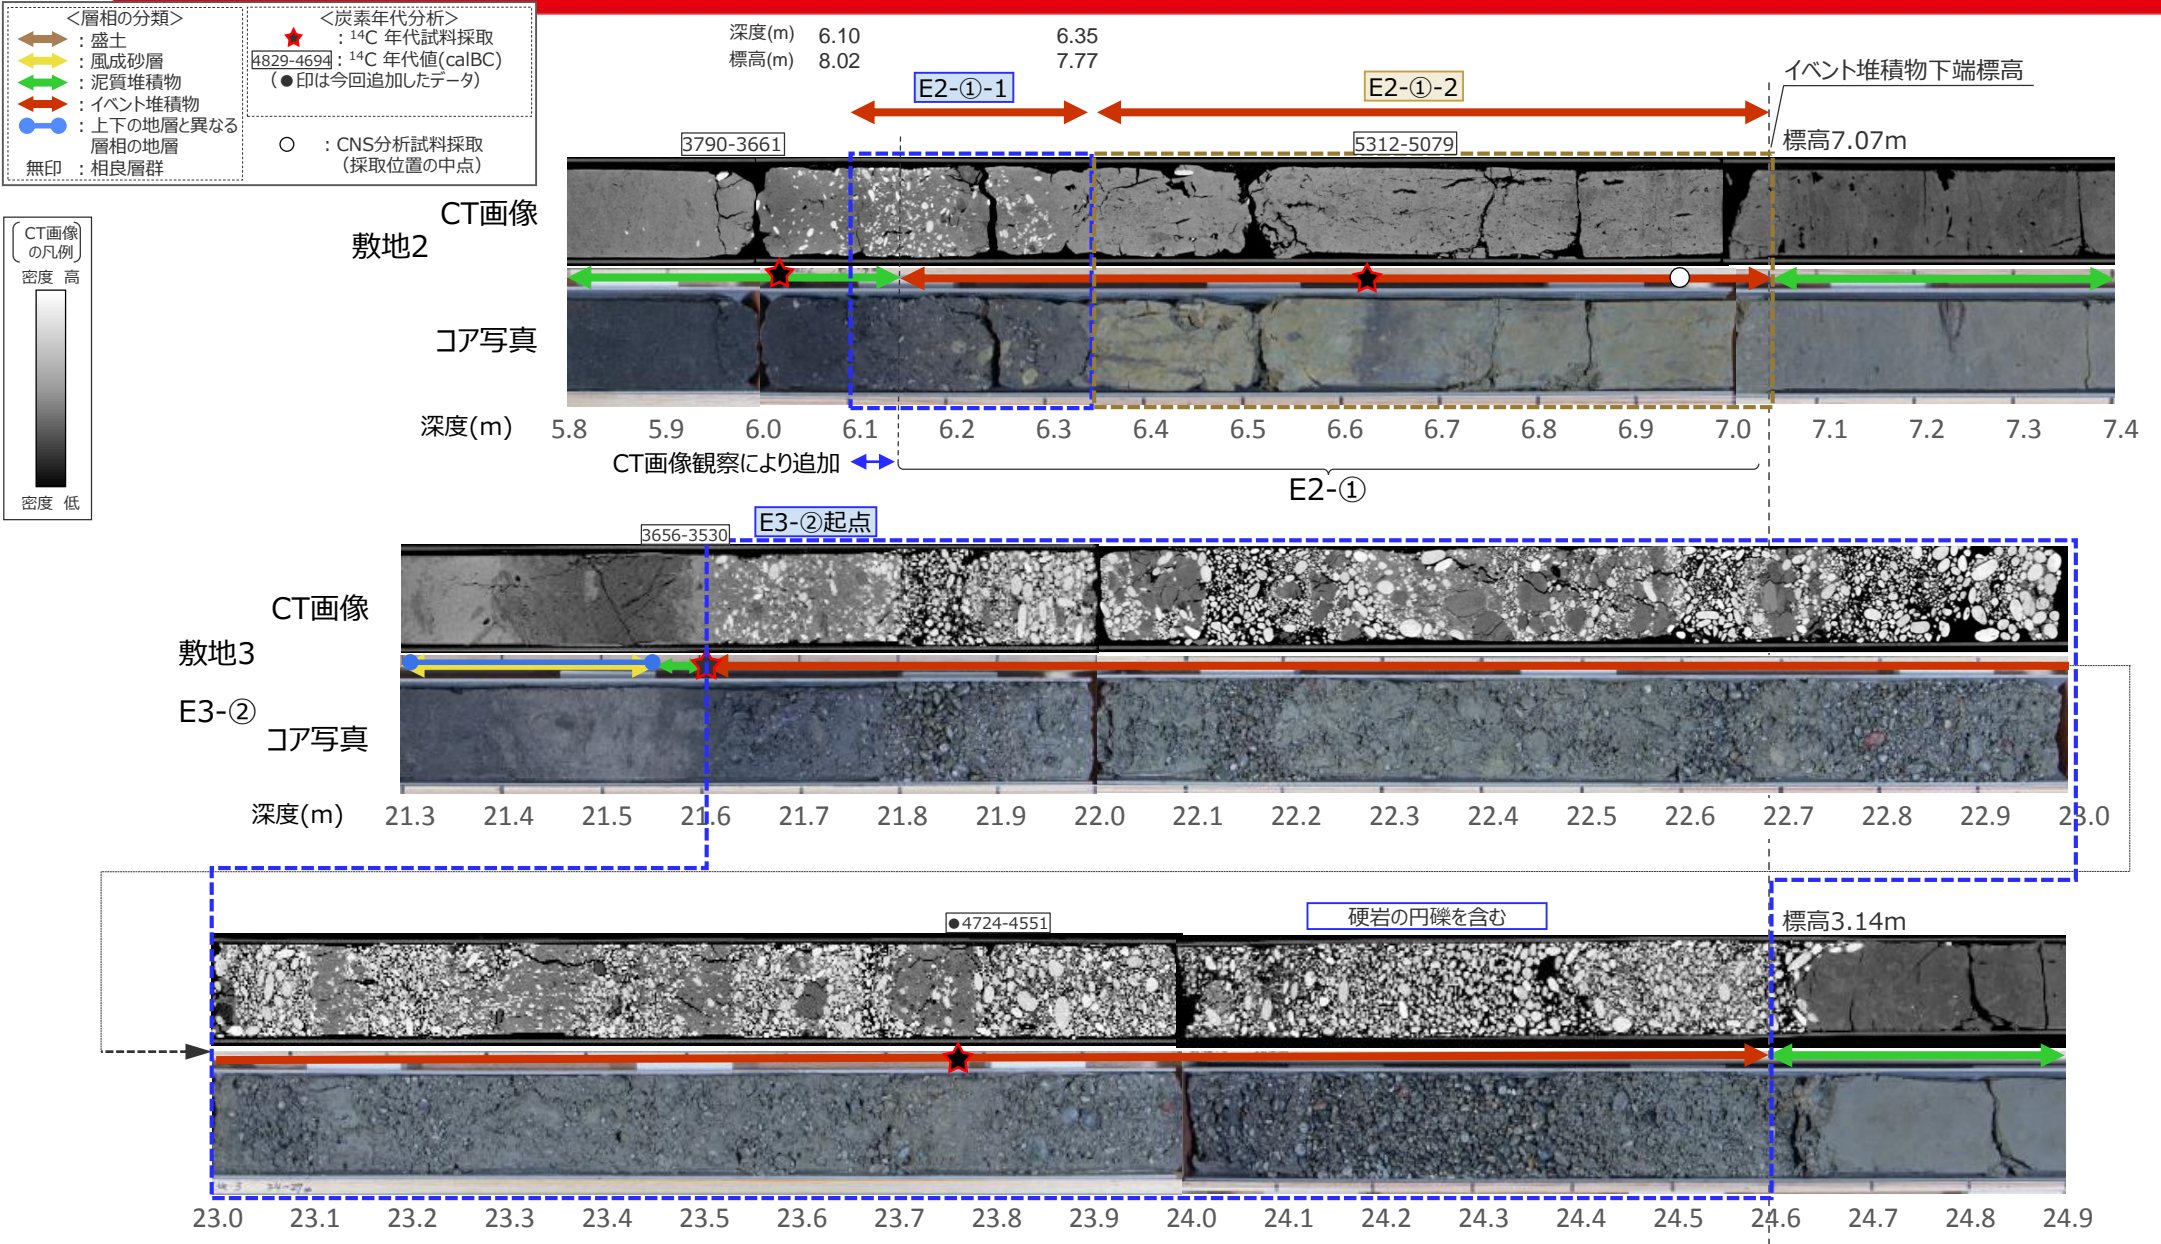 ＜層相の分類＞
：盛土
：風成砂層
：泥質堆積物
：イベント堆積物
：上下の地層と異なる
層相の地層
無印 ：相良層群
＜炭素年代分析＞
：14C 年代試料採取
4829-4694 ：14C 年代値(calBC)
（●印は今回追加したデータ）
○ ：CNS分析試料採取
（採取位置の中点）
CT画像
の凡例
密度 高
密度 低
深度(m) 6.10 6.35
標高(m) 8.02 7.77
E2-①-1
E2-①-2
イベント堆積物下端標高
標高7.07m
3790-3661
5312-5079
CT画像
敷地2
コア写真
深度(m) 5.8 5.9 6.0 6.1 6.2 6.3 6.4 6.5 6.6 6.7 6.8 6.9 7.0 7.1 7.2 7.3 7.4
CT画像観察により追加
E2-①
3656-3530
E3-②起点
CT画像
敷地3
E3-②
コア写真
深度(m) 21.3 21.4 21.5 21.6 21.7 21.8 21.9 22.0 22.1 22.2 22.3 22.4 22.5 22.6 22.7 22.8 22.9 23.0
●4724-4551
硬岩の円礫を含む
標高3.14m
23.0 23.1 23.2 23.3 23.4 23.5 23.6 23.7 23.8 23.9 24.0 24.1 24.2 24.3 24.4 24.5 24.6 24.7 24.8 24.9